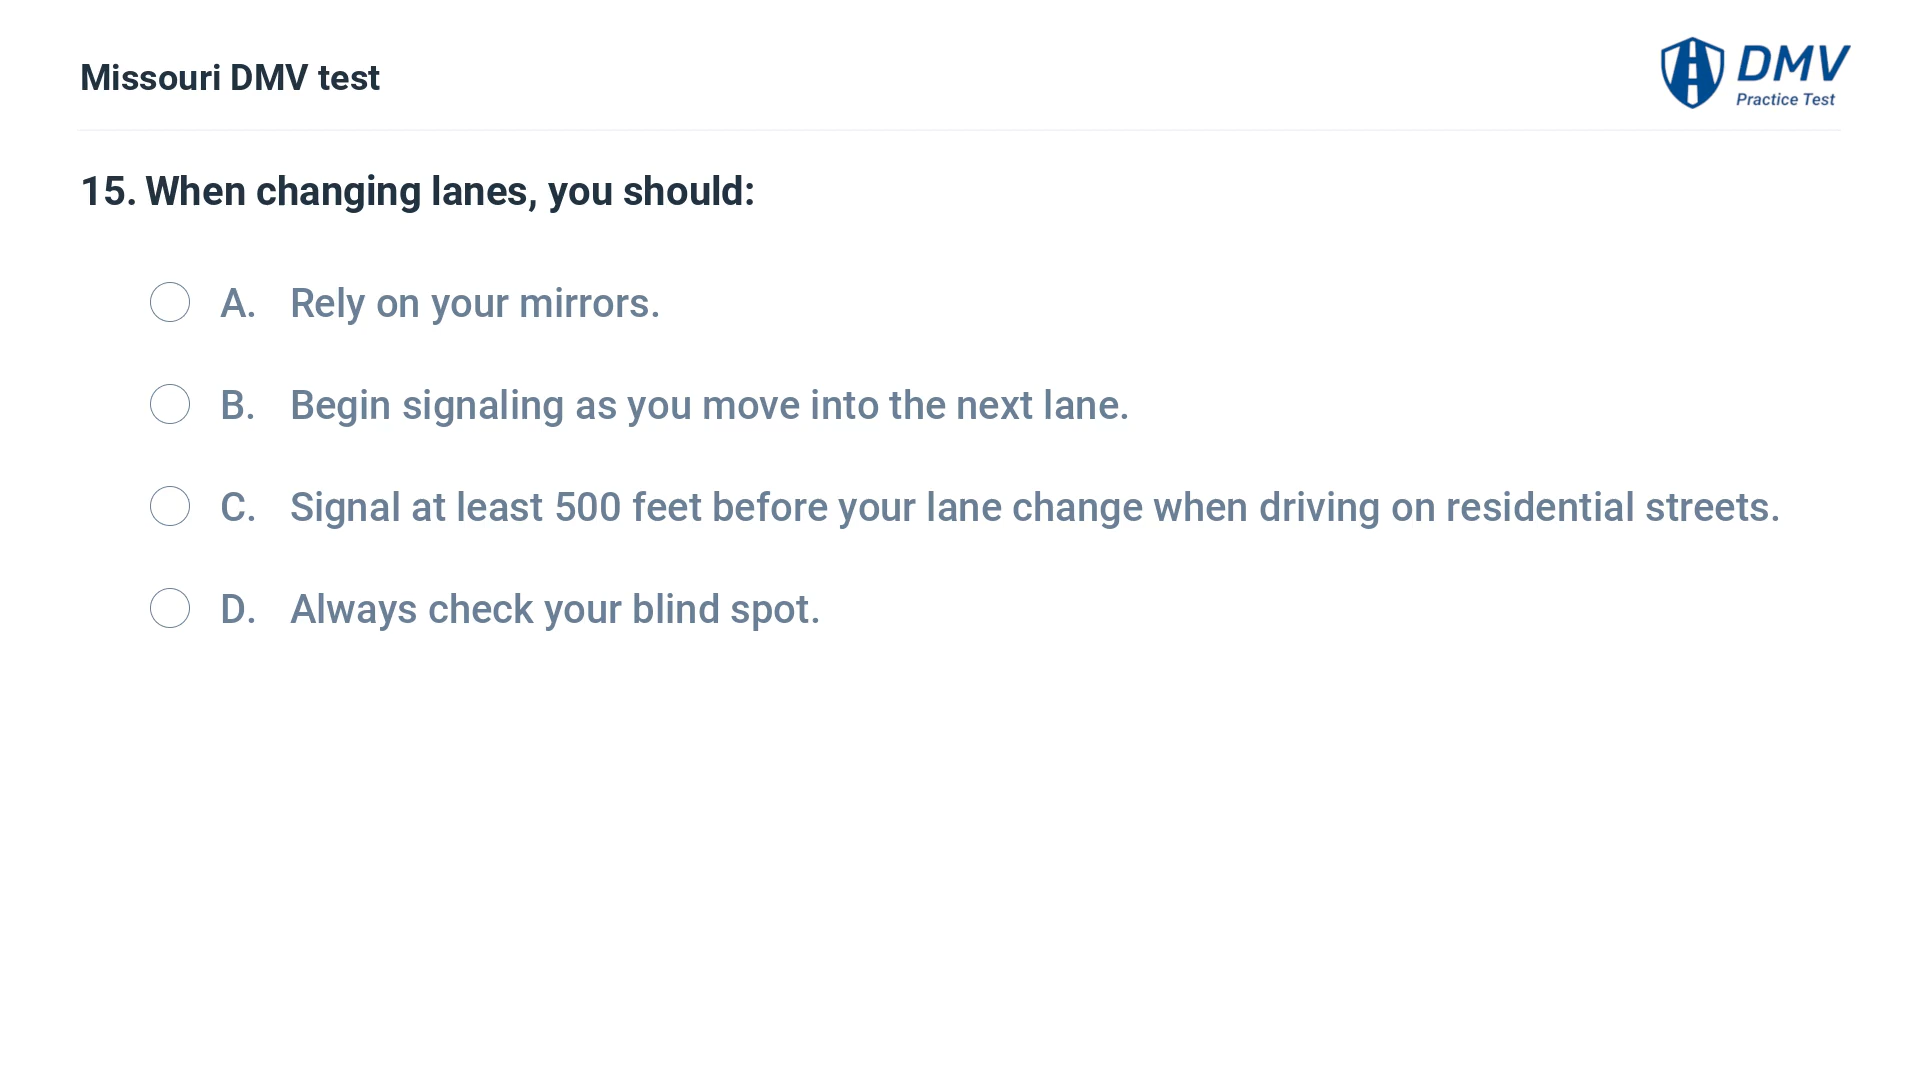 Missouri DMV test
DMV
Practice Test
15. When changing lanes, you should:
A. Rely on your mirrors.
B. Begin signaling as you move into the next lane.
C. Signal at least 500 feet before your lane change when driving on residential streets.
D. Always check your blind spot.